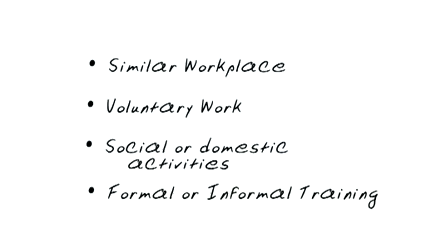 • Similar Workplace
• Voluntary Work
• Social or domestic
activities
• Formal or Informal Training